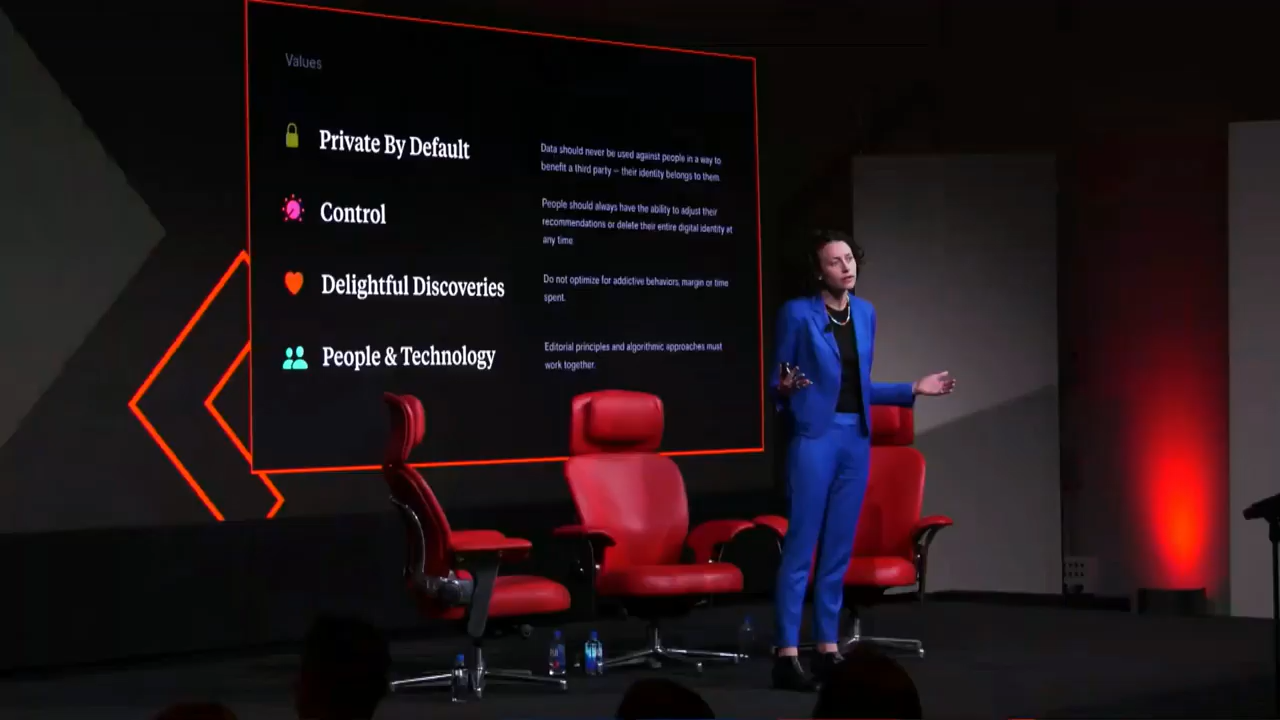 Values
Private By Default
Data should never be used against people in a way to
benefit a third party – their identity belongs to them.
Control
People should always have the ability to adjust their
recommendations or delete their entire digital identity at
any time
Delightful Discoveries
Do not optimize for addictive behaviors, margin or time
spent.
People & Technology
Editorial principles and algorithmic approaches must
work together.